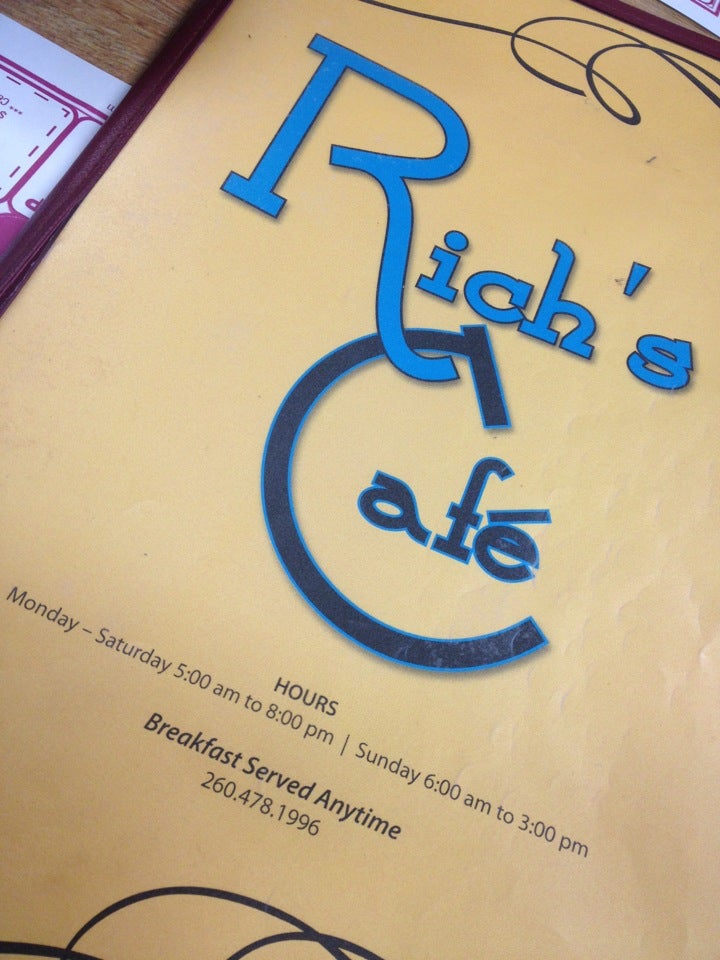 Rich's
Café
HOURS
Monday – Saturday 5:00 am to 8:00 pm | Sunday 6:00 am to 3:00 pm
Breakfast Served Anytime
260.478.1996